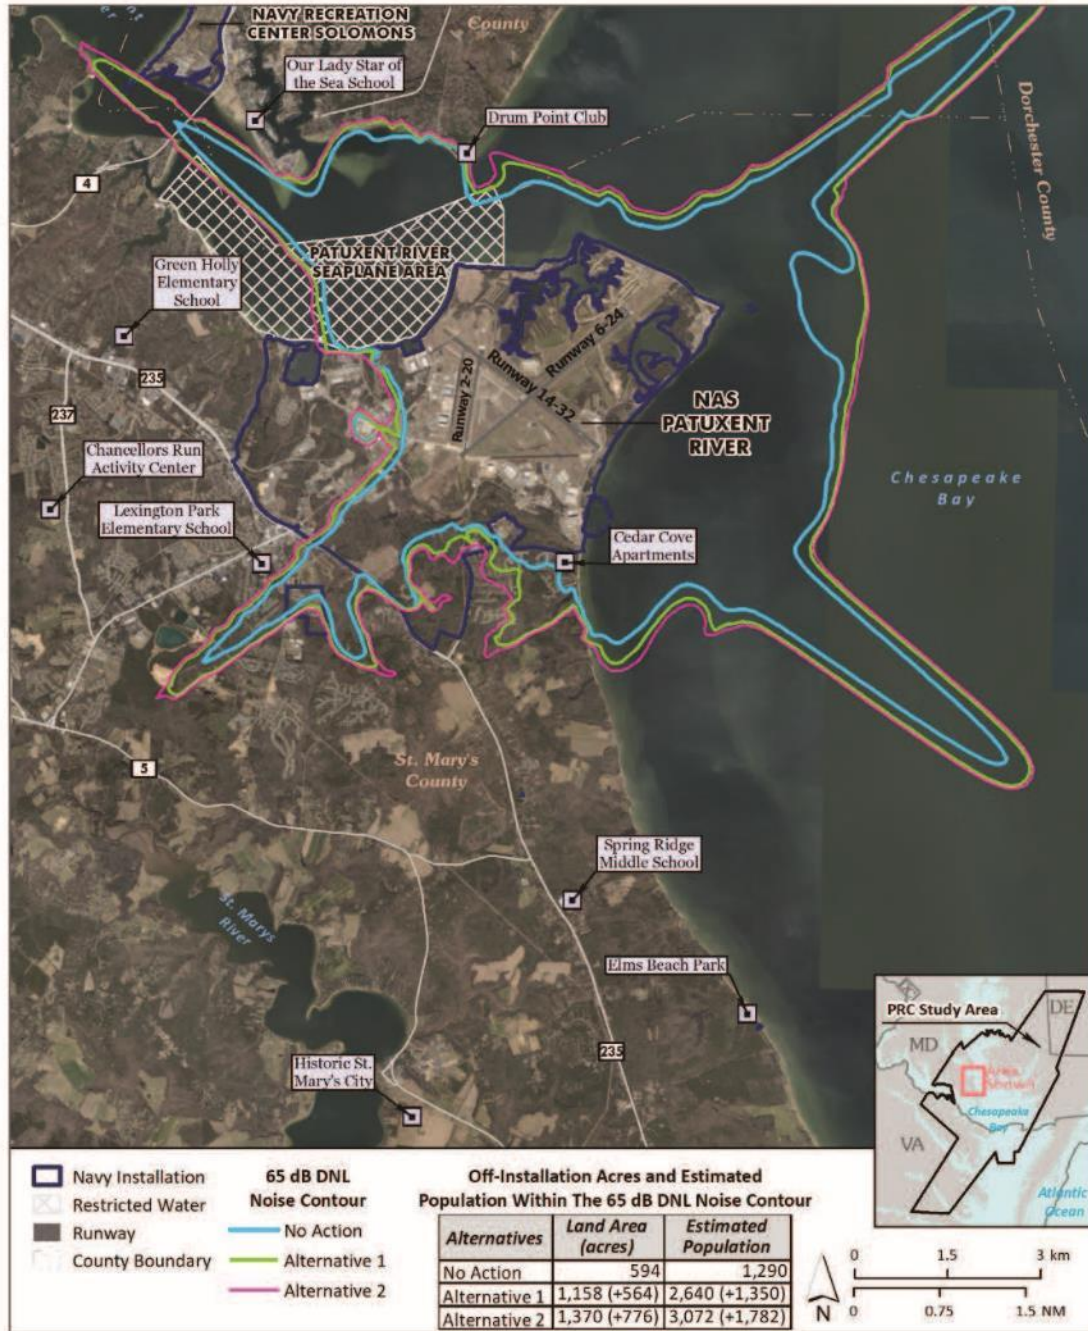 NAVY RECREATION
CENTER SOLOMONS
County
River
Our Lady Star of
the Sea School
Drum Point Club
Dorchester County
4
PATUXENT RIVER
SEAPLANE AREA
Green Holly
Elementary
School
235
237
Runway 2-20
Runway 14-32
Runway 6-24
NAS
PATUXENT
RIVER
Chesapeake
Bay
Chancellors Run
Activity Center
Lexington Park
Elementary School
Cedar Cove
Apartments
St. Mary's
County
5
Spring Ridge
Middle School
St. Marys
River
Elms Beach Park
235
Historic St.
Mary's City
PRC Study Area
DE
MD
DC
Area
Shown
Chesapeake
Bay
VA
Atlantic
Ocean
Navy Installation
Restricted Water
Runway
County Boundary
65 dB DNL
Noise Contour
No Action
Alternative 1
Alternative 2
Off-Installation Acres and Estimated
Population Within The 65 dB DNL Noise Contour
Alternatives Land Area (acres) Estimated Population
No Action 594 1,290
Alternative 1 1,158 (+564) 2,640 (+1,350)
Alternative 2 1,370 (+776) 3,072 (+1,782)
N
0 1.5 3 km
0 0.75 1.5 NM